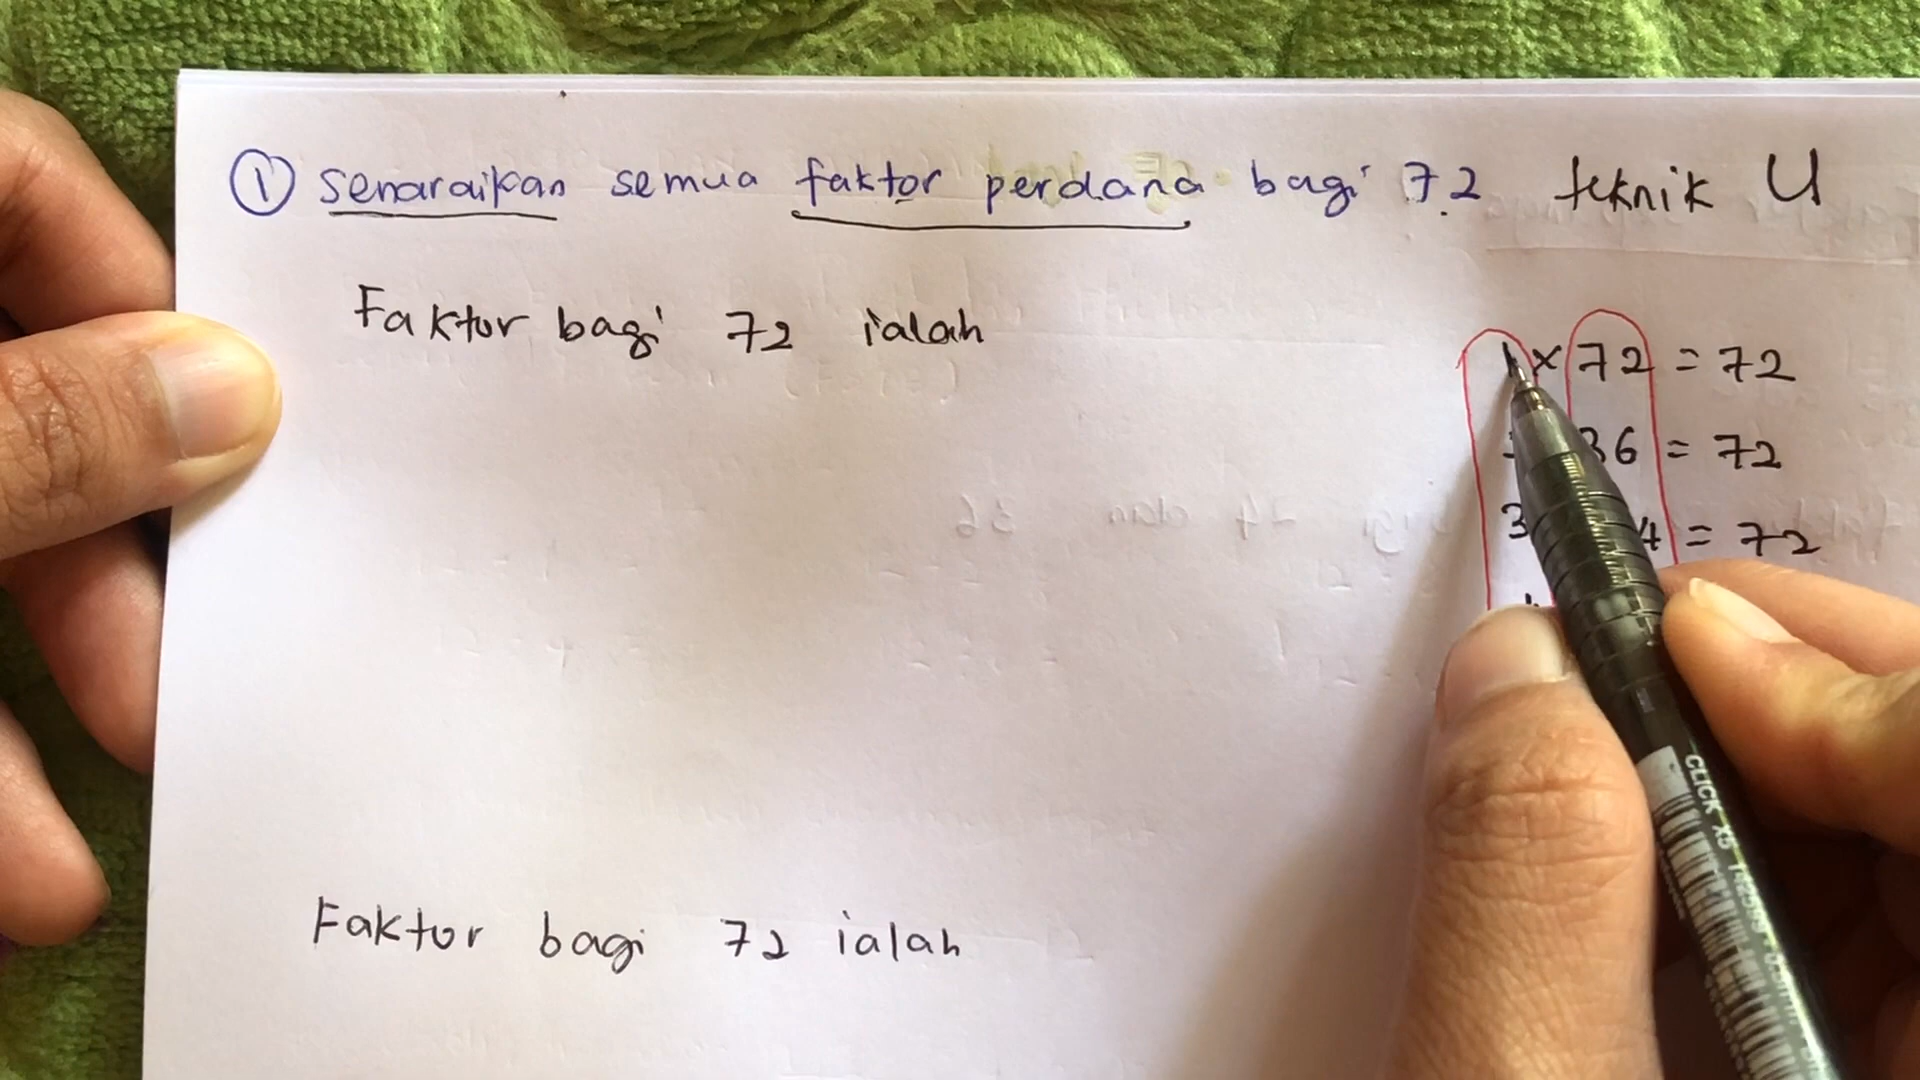 ① Senaraikan semua faktor perdana bagi 72 teknik U
Faktor bagi 72 ialah
1 × 72 = 72
36 = 72
3 4 = 72
Faktor bagi 72 ialah
CLICK X5